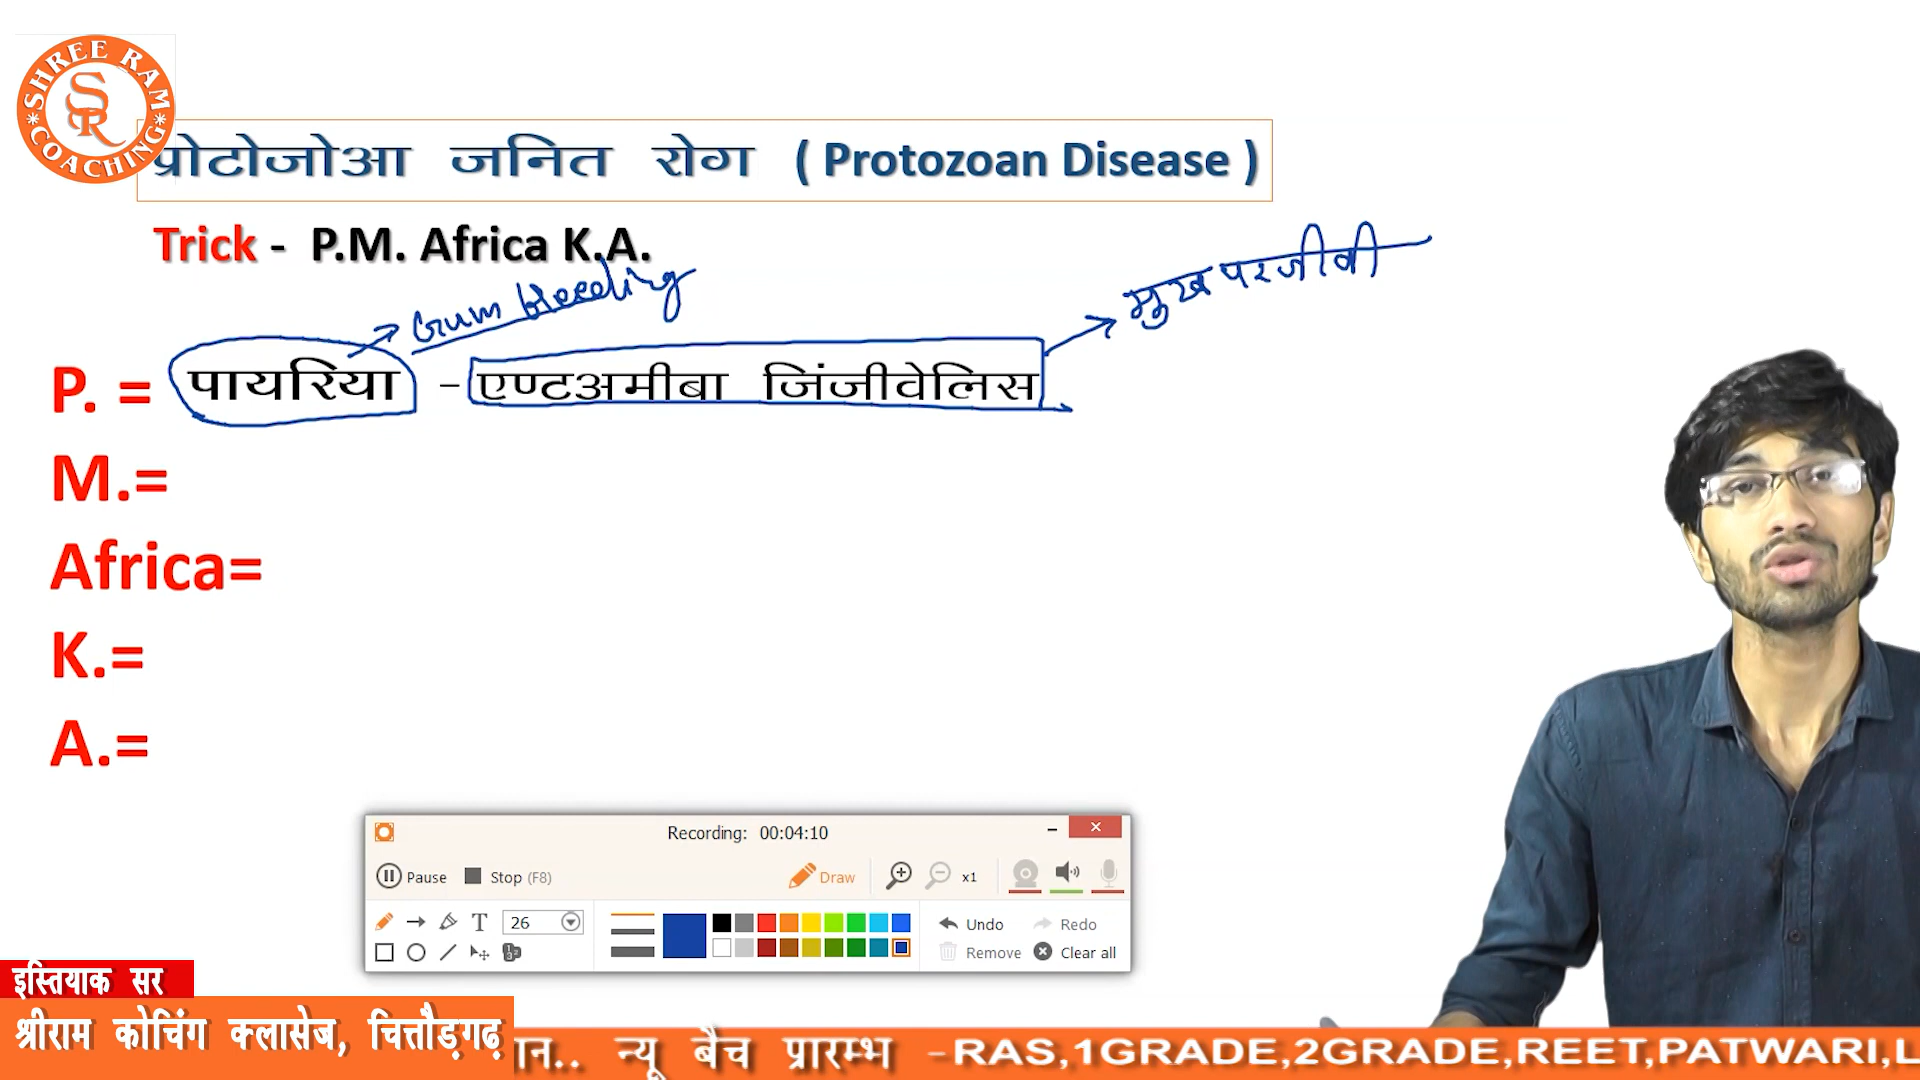 SHREE RAM COACHING
SR
प्रोटोजोआ जनित रोग ( Protozoan Disease )
Trick - P.M. Africa K.A.
Gum bleeding
मुख परजीवी
P. = पायरिया - एण्टअमीबा जिंजीवेलिस
M.=
Africa=
K.=
A.=
Recording: 00:04:10
Pause Stop (F8) Draw x1
T 26 Undo Redo
Remove Clear all
इस्तियाक सर
श्रीराम कोचिंग क्लासेज, चित्तौड़गढ़
ान.. न्यू बैच प्रारम्भ -RAS,1GRADE,2GRADE,REET,PATWARI,L